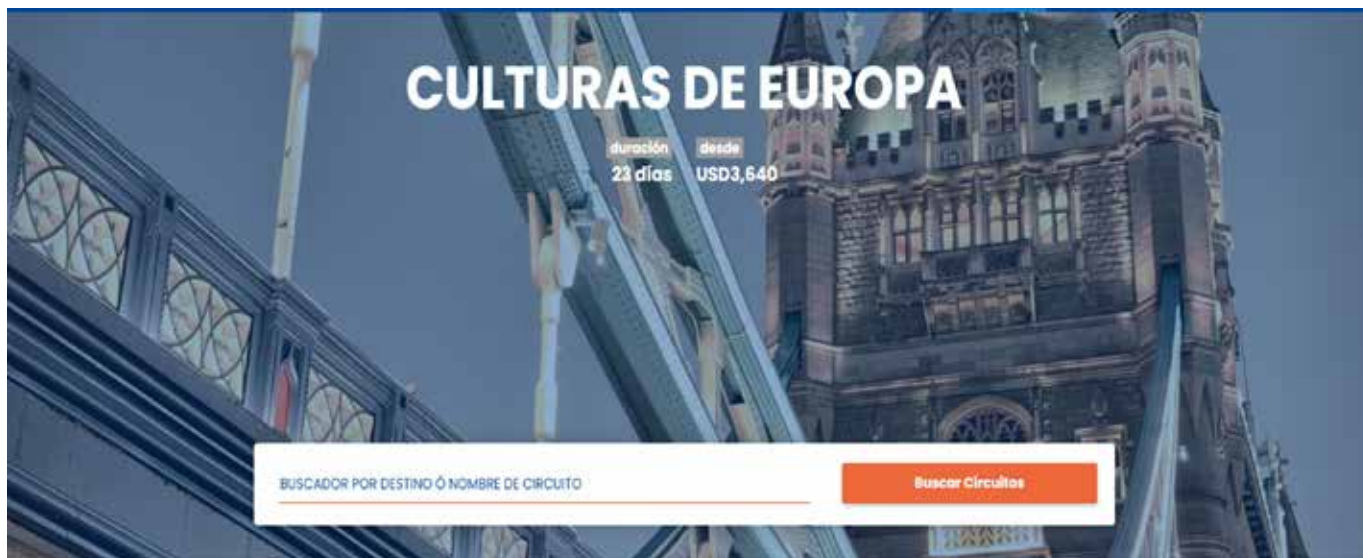 CULTURAS DE EUROPA
duración desde
23 días USD3,640
BUSCADOR POR DESTINO Ó NOMBRE DE CIRCUITO
Buscar Circuitos